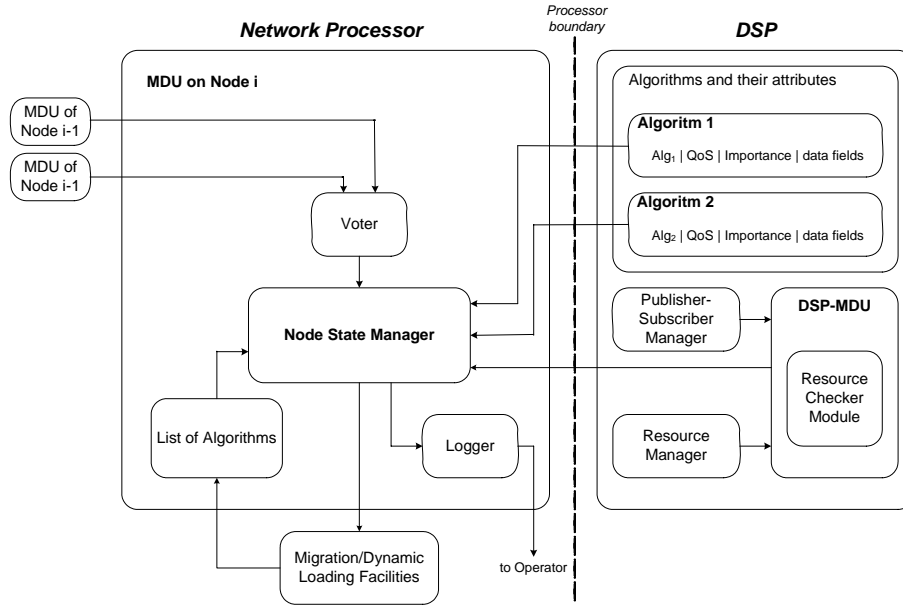 Processor
boundary
Network Processor
DSP
MDU on Node i
MDU of
Node i-1
MDU of
Node i-1
Voter
Node State Manager
List of Algorithms
Logger
Migration/Dynamic
Loading Facilities
to Operator
Algorithms and their attributes
Algoritm 1
Alg₁ | QoS | Importance | data fields
Algoritm 2
Alg₂ | QoS | Importance | data fields
Publisher-
Subscriber
Manager
DSP-MDU
Resource
Checker
Module
Resource
Manager